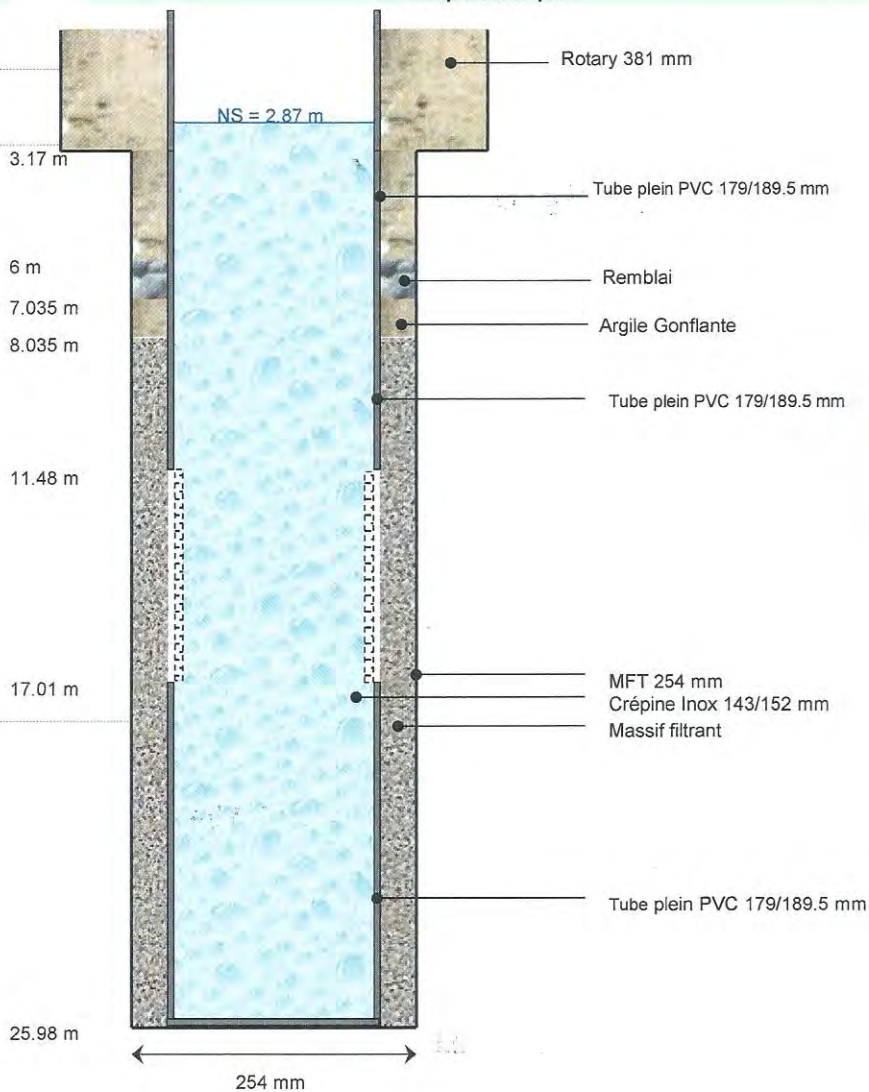 Rotary 381 mm
NS = 2.87 m
3.17 m
Tube plein PVC 179/189.5 mm
6 m
Remblai
7.035 m
Argile Gonflante
8.035 m
Tube plein PVC 179/189.5 mm
11.48 m
17.01 m
MFT 254 mm
Crépine Inox 143/152 mm
Massif filtrant
Tube plein PVC 179/189.5 mm
25.98 m
254 mm